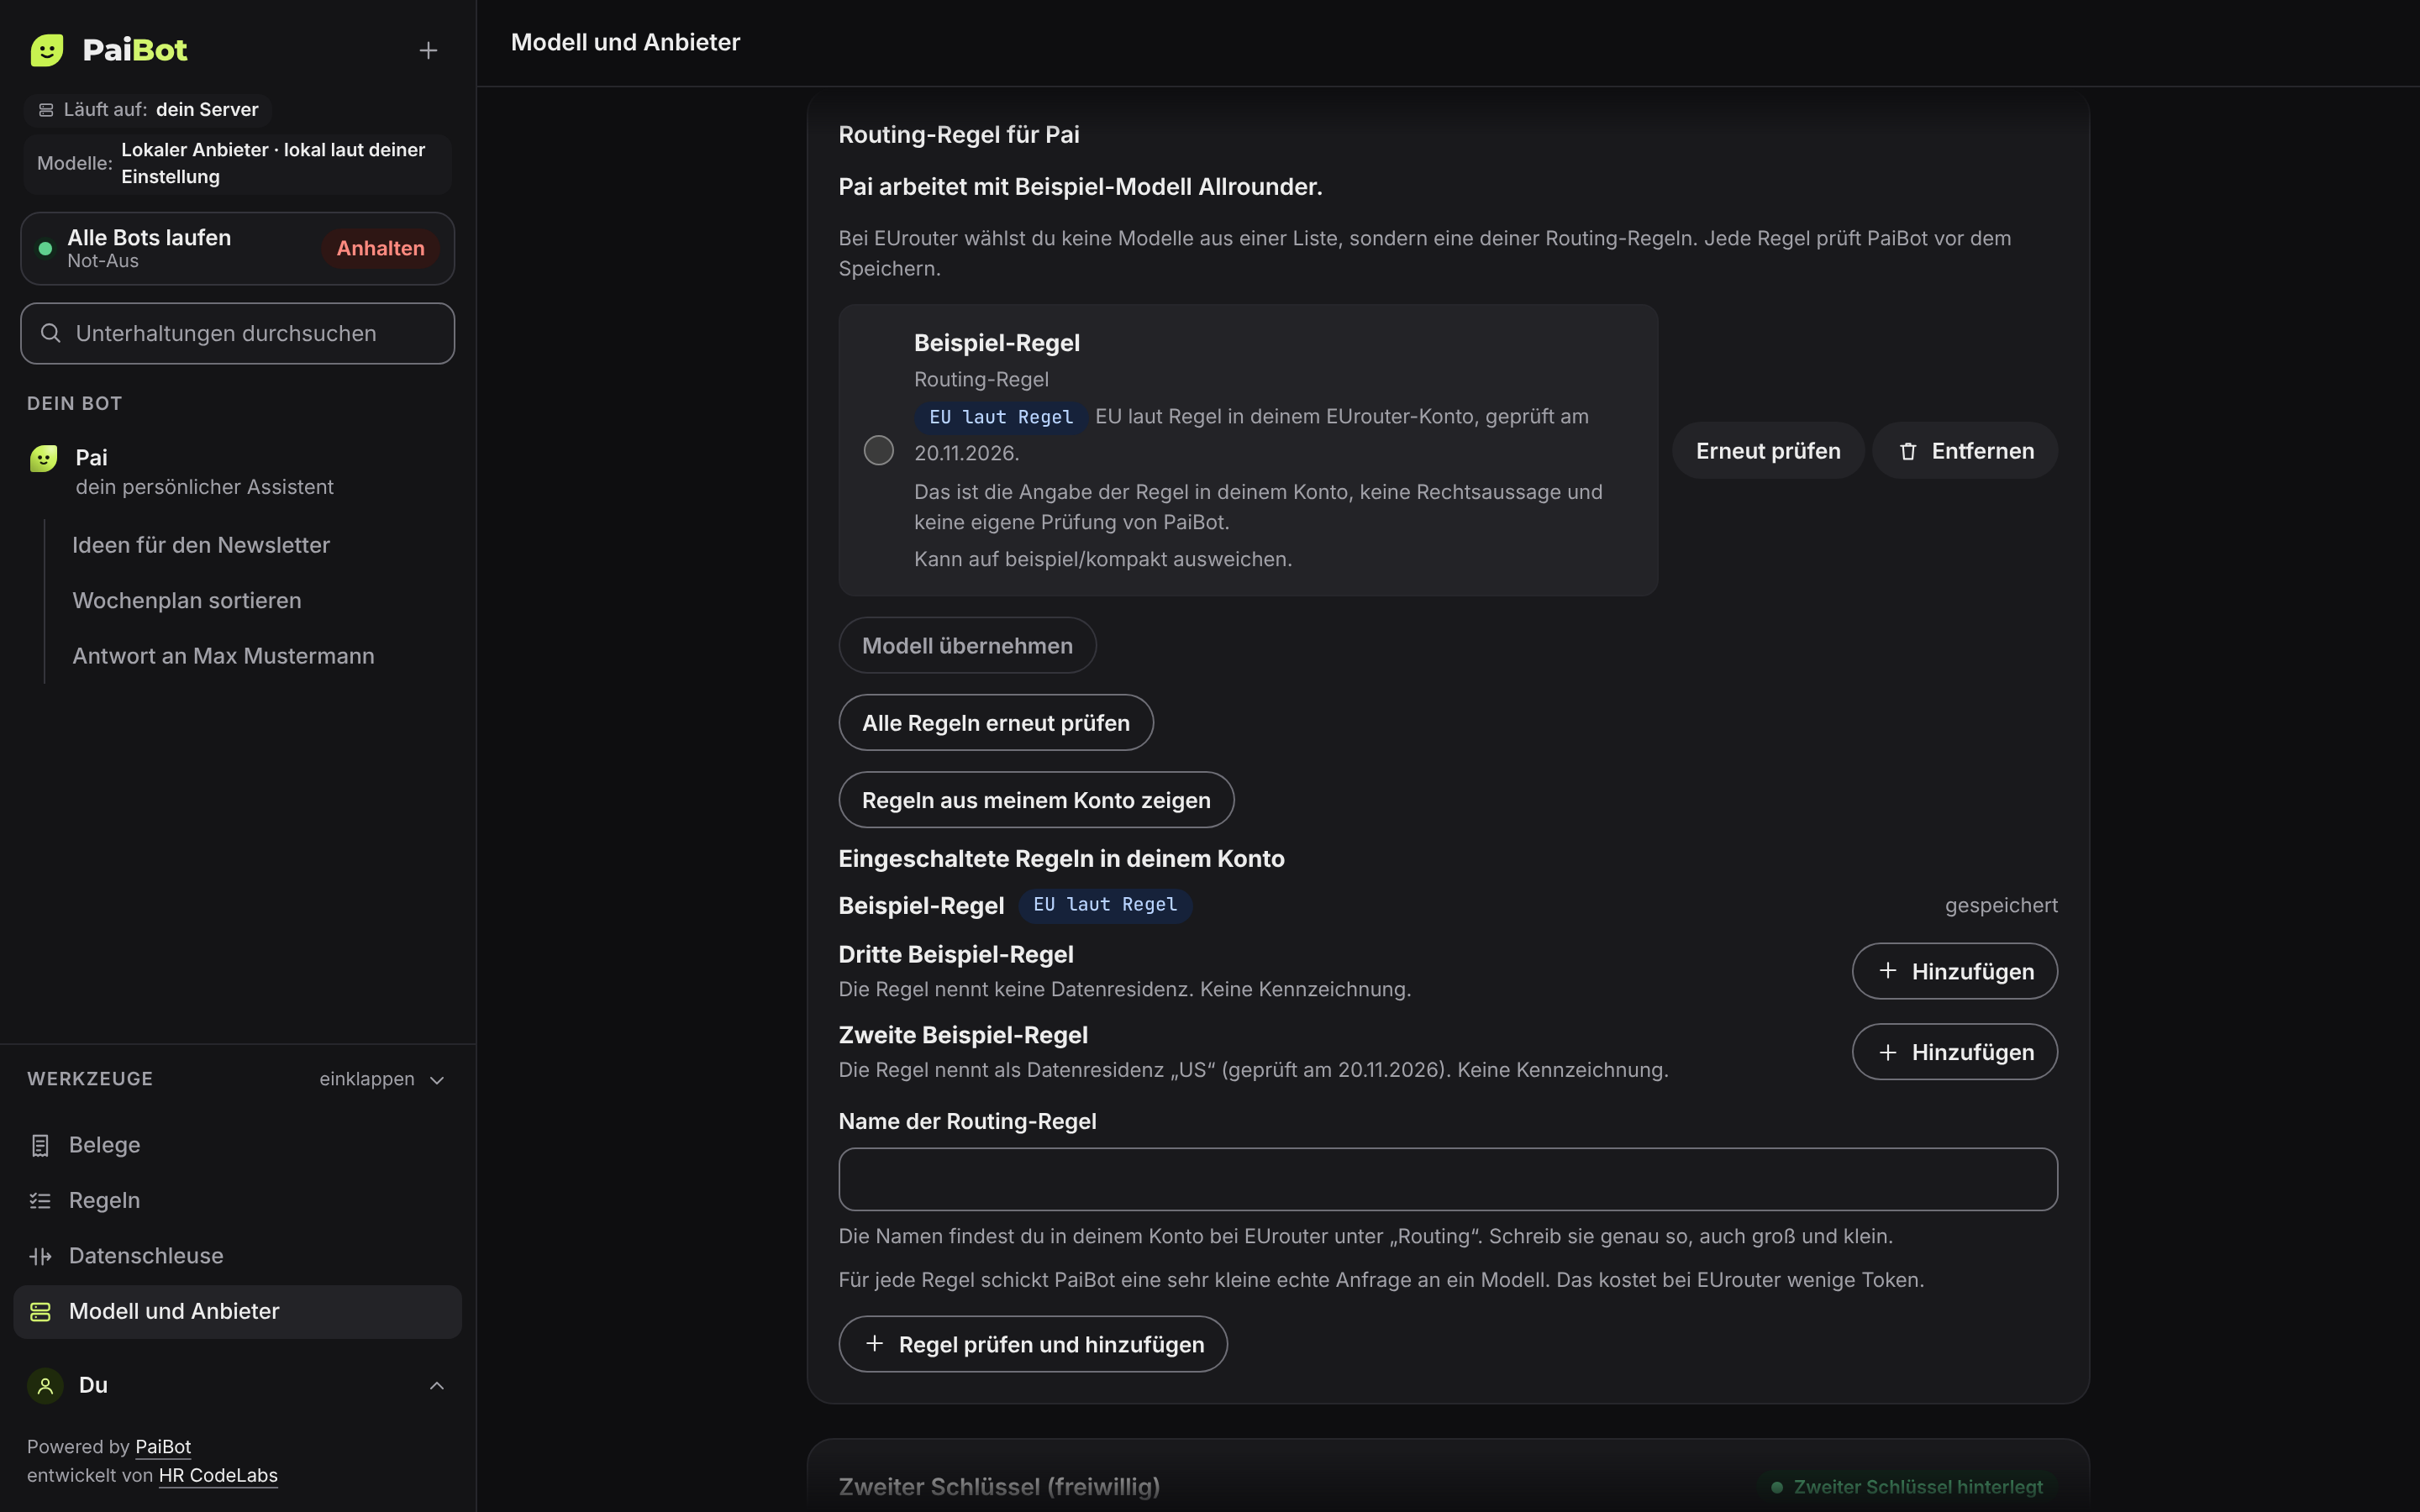 PaiBot
Läuft auf: dein Server
Modelle: Lokaler Anbieter · lokal laut deiner
Einstellung
Alle Bots laufen
Not-Aus
Anhalten
Unterhaltungen durchsuchen
DEIN BOT
Pai
dein persönlicher Assistent
Ideen für den Newsletter
Wochenplan sortieren
Antwort an Max Mustermann
WERKZEUGE
einklappen
Belege
Regeln
Datenschleuse
Modell und Anbieter
Du
Powered by PaiBot
entwickelt von HR CodeLabs
Modell und Anbieter
Routing-Regel für Pai
Pai arbeitet mit Beispiel-Modell Allrounder.
Bei EUrouter wählst du keine Modelle aus einer Liste, sondern eine deiner Routing-Regeln. Jede Regel prüft PaiBot vor dem
Speichern.
Beispiel-Regel
Routing-Regel
EU laut Regel EU laut Regel in deinem EUrouter-Konto, geprüft am
20.11.2026.
Das ist die Angabe der Regel in deinem Konto, keine Rechtsaussage und
keine eigene Prüfung von PaiBot.
Kann auf beispiel/kompakt ausweichen.
Erneut prüfen
Entfernen
Modell übernehmen
Alle Regeln erneut prüfen
Regeln aus meinem Konto zeigen
Eingeschaltete Regeln in deinem Konto
Beispiel-Regel EU laut Regel
gespeichert
Dritte Beispiel-Regel
Die Regel nennt keine Datenresidenz. Keine Kennzeichnung.
Hinzufügen
Zweite Beispiel-Regel
Die Regel nennt als Datenresidenz „US“ (geprüft am 20.11.2026). Keine Kennzeichnung.
Hinzufügen
Name der Routing-Regel
Die Namen findest du in deinem Konto bei EUrouter unter „Routing“. Schreib sie genau so, auch groß und klein.
Für jede Regel schickt PaiBot eine sehr kleine echte Anfrage an ein Modell. Das kostet bei EUrouter wenige Token.
Regel prüfen und hinzufügen
Zweiter Schlüssel (freiwillig)
Zweiter Schlüssel hinterlegt